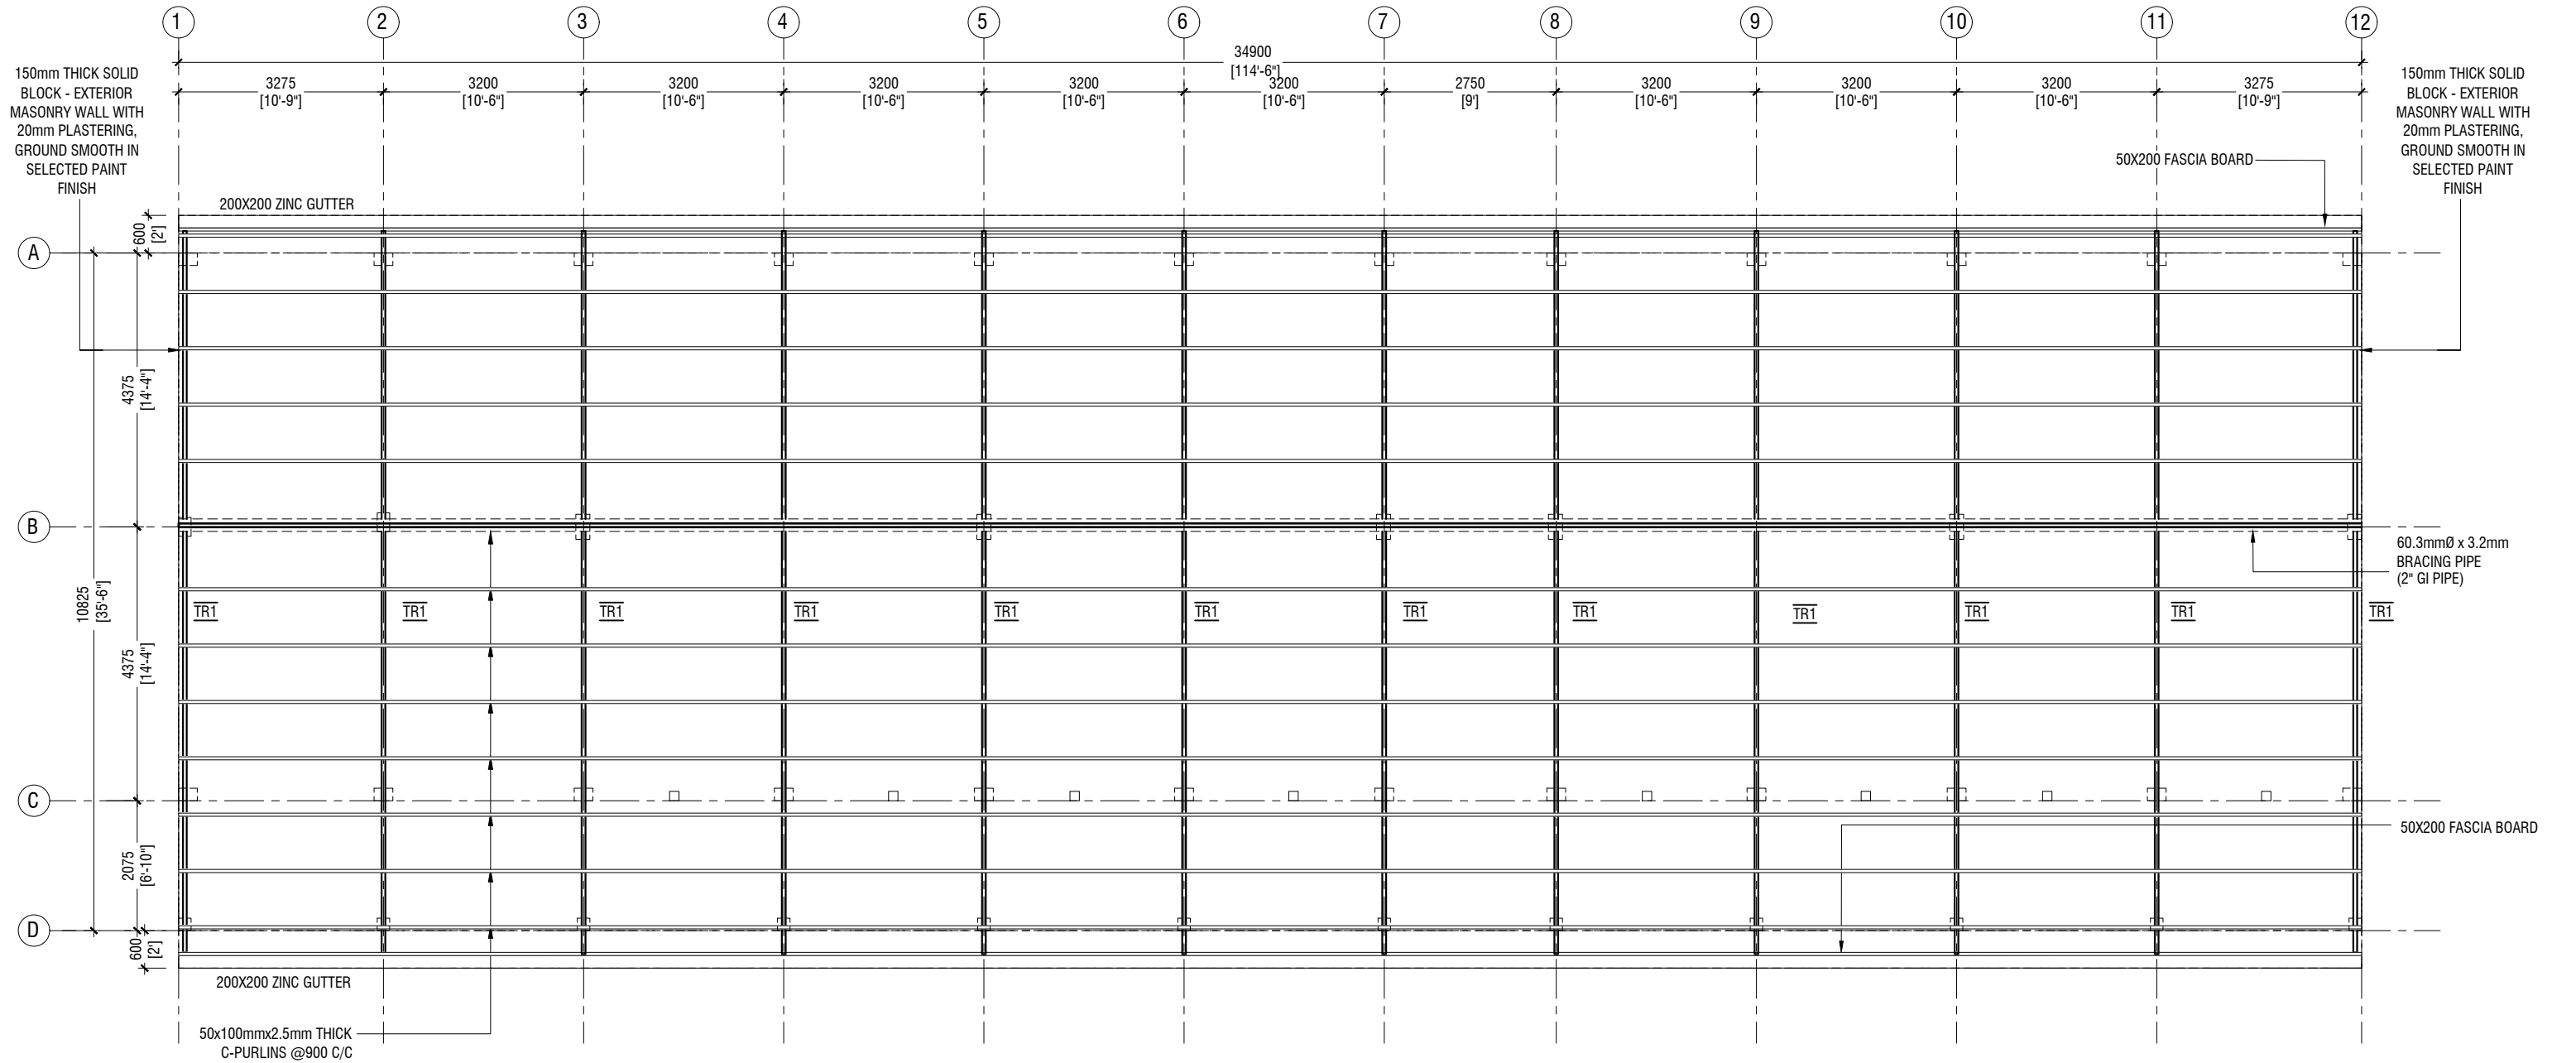 1
2
3
4
5
6
7
8
9
10
11
12
34900
[114'-6"]
3275
[10'-9"]
3200
[10'-6"]
3200
[10'-6"]
3200
[10'-6"]
3200
[10'-6"]
3200
[10'-6"]
2750
[9']
3200
[10'-6"]
3200
[10'-6"]
3200
[10'-6"]
3275
[10'-9"]
150mm THICK SOLID
BLOCK - EXTERIOR
MASONRY WALL WITH
20mm PLASTERING,
GROUND SMOOTH IN
SELECTED PAINT
FINISH
150mm THICK SOLID
BLOCK - EXTERIOR
MASONRY WALL WITH
20mm PLASTERING,
GROUND SMOOTH IN
SELECTED PAINT
FINISH
50X200 FASCIA BOARD
200X200 ZINC GUTTER
600
[2']
A
4375
[14'-4"]
B
60.3mmØ x 3.2mm
BRACING PIPE
(2" GI PIPE)
10825
[35'-6"]
TR1
TR1
TR1
TR1
TR1
TR1
TR1
TR1
TR1
TR1
TR1
TR1
4375
[14'-4"]
C
50X200 FASCIA BOARD
2075
[6'-10"]
D
600
[2']
200X200 ZINC GUTTER
50x100mmx2.5mm THICK
C-PURLINS @900 C/C